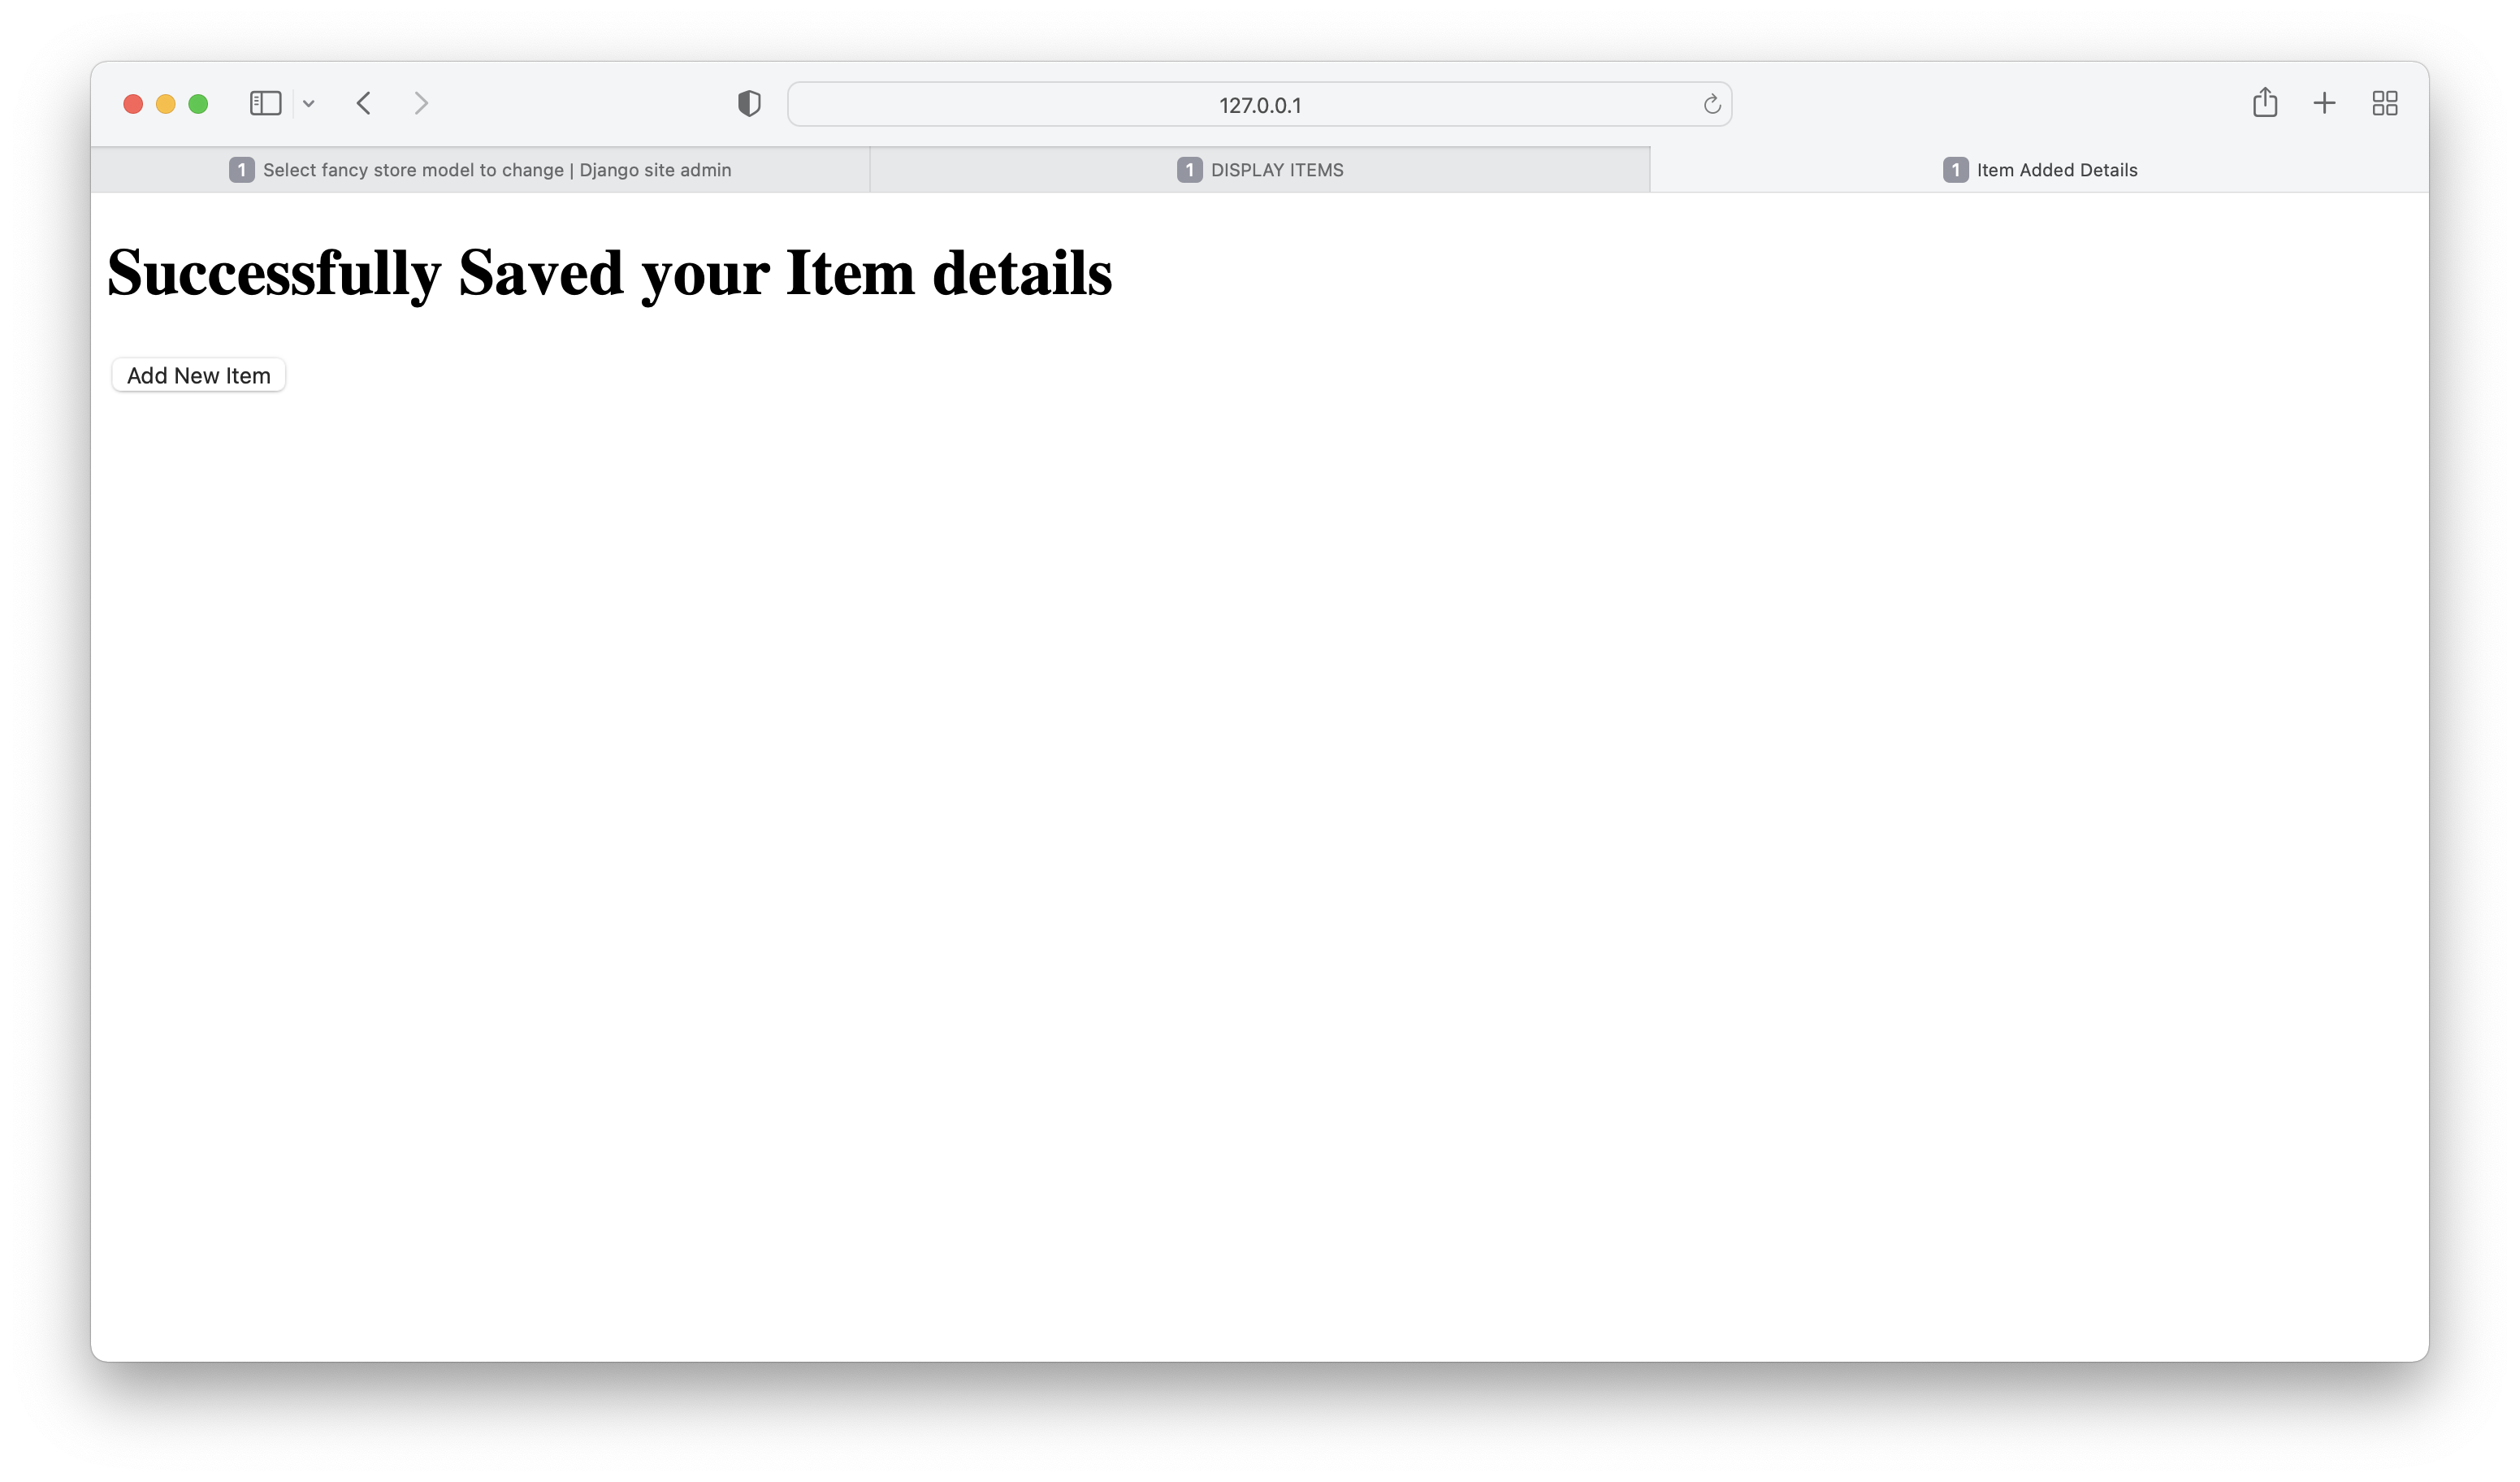 127.0.0.1
1 Select fancy store model to change | Django site admin
1 DISPLAY ITEMS
1 Item Added Details
Successfully Saved your Item details
Add New Item